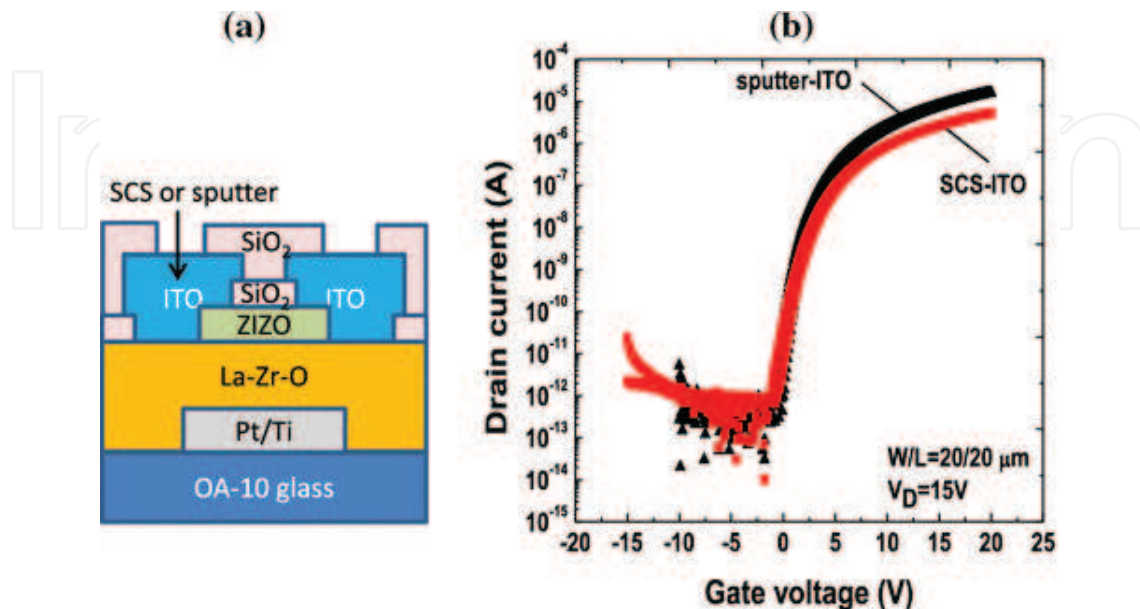 (a)
SCS or sputter
SiO₂
ITO
SiO₂
ITO
ZIZO
La-Zr-O
Pt/Ti
OA-10 glass
(b)
Drain current (A)
10⁻⁴
10⁻⁵
10⁻⁶
10⁻⁷
10⁻⁸
10⁻⁹
10⁻¹⁰
10⁻¹¹
10⁻¹²
10⁻¹³
10⁻¹⁴
10⁻¹⁵
sputter-ITO
SCS-ITO
W/L=20/20 μm
V_D=15V
-20 -15 -10 -5 0 5 10 15 20 25
Gate voltage (V)